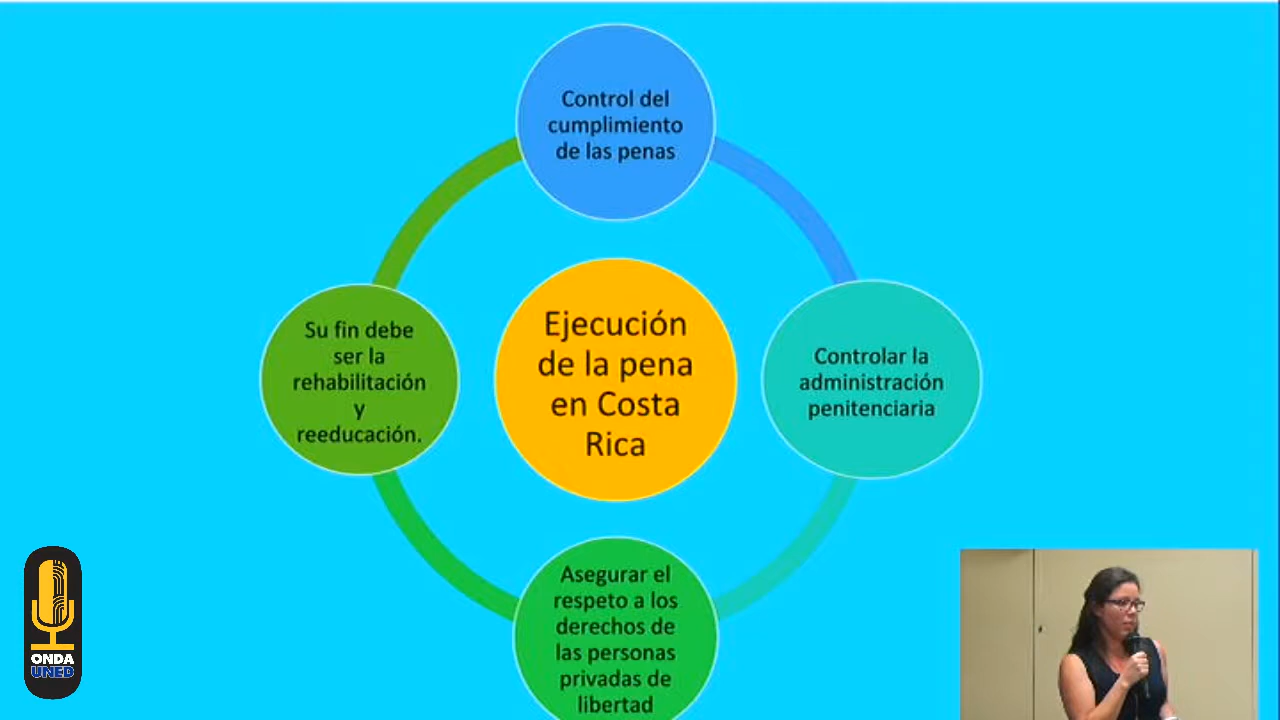 Control del
cumplimiento
de las penas
Ejecución
de la pena
en Costa
Rica
Su fin debe
ser la
rehabilitación
y
reeducación.
Controlar la
administración
penitenciaria
Asegurar el
respeto a los
derechos de
las personas
privadas de
libertad
ONDA
UNED